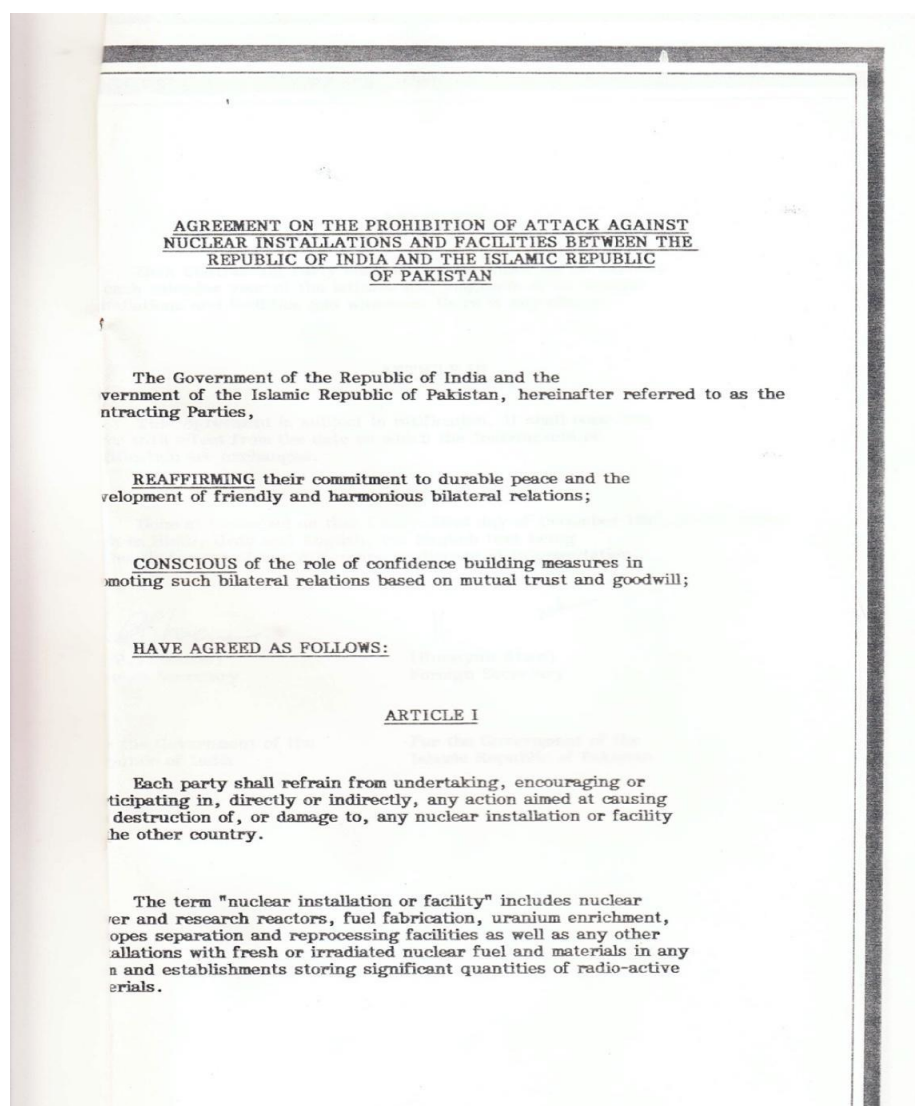 AGREEMENT ON THE PROHIBITION OF ATTACK AGAINST
NUCLEAR INSTALLATIONS AND FACILITIES BETWEEN THE
REPUBLIC OF INDIA AND THE ISLAMIC REPUBLIC
OF PAKISTAN
The Government of the Republic of India and the
vernment of the Islamic Republic of Pakistan, hereinafter referred to as the
ntracting Parties,
REAFFIRMING their commitment to durable peace and the
velopment of friendly and harmonious bilateral relations;
CONSCIOUS of the role of confidence building measures in
omoting such bilateral relations based on mutual trust and goodwill;
HAVE AGREED AS FOLLOWS:
ARTICLE I
Each party shall refrain from undertaking, encouraging or
ticipating in, directly or indirectly, any action aimed at causing
destruction of, or damage to, any nuclear installation or facility
he other country.
The term "nuclear installation or facility" includes nuclear
er and research reactors, fuel fabrication, uranium enrichment,
opes separation and reprocessing facilities as well as any other
allations with fresh or irradiated nuclear fuel and materials in any
n and establishments storing significant quantities of radio-active
erials.